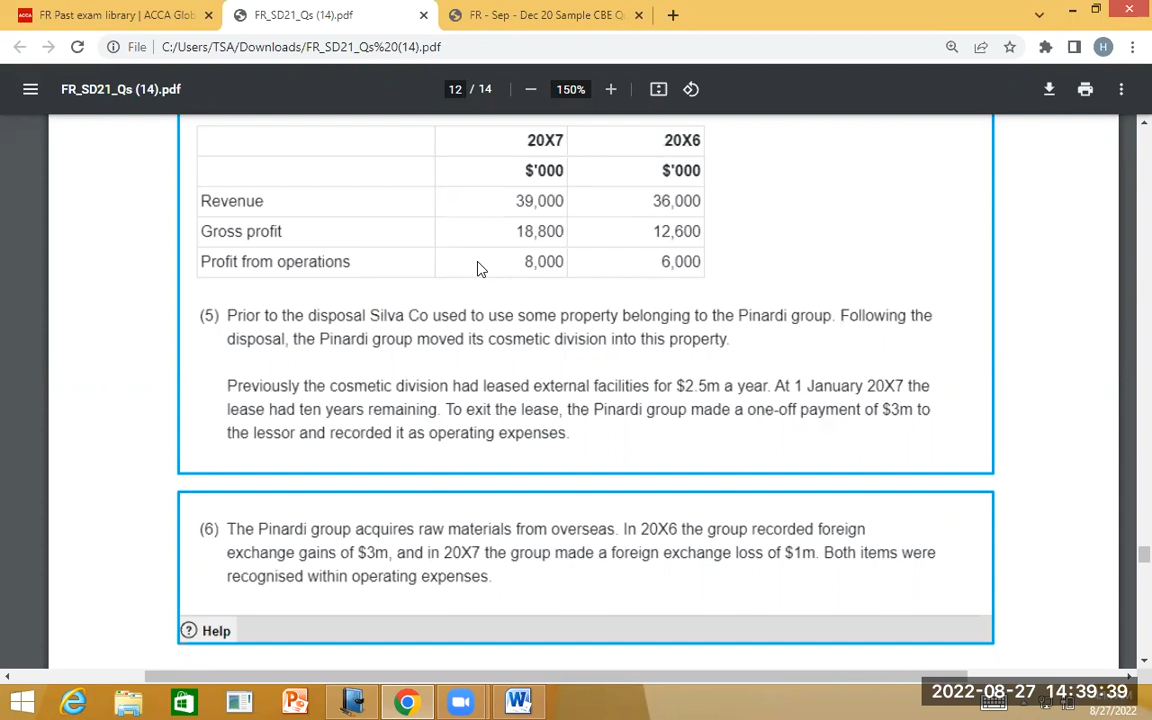 FR Past exam library | ACCA Glob
FR_SD21_Qs (14).pdf
FR - Sep - Dec 20 Sample CBE Q
File
C:/Users/TSA/Downloads/FR_SD21_Qs%20(14).pdf
H
FR_SD21_Qs (14).pdf
12 / 14
150%
20X7 20X6
$'000 $'000
Revenue 39,000 36,000
Gross profit 18,800 12,600
Profit from operations 8,000 6,000
(5) Prior to the disposal Silva Co used to use some property belonging to the Pinardi group. Following the
disposal, the Pinardi group moved its cosmetic division into this property.
Previously the cosmetic division had leased external facilities for $2.5m a year. At 1 January 20X7 the
lease had ten years remaining. To exit the lease, the Pinardi group made a one-off payment of $3m to
the lessor and recorded it as operating expenses.
(6) The Pinardi group acquires raw materials from overseas. In 20X6 the group recorded foreign
exchange gains of $3m, and in 20X7 the group made a foreign exchange loss of $1m. Both items were
recognised within operating expenses.
Help
2022-08-27 14:39:39
8/27/2022